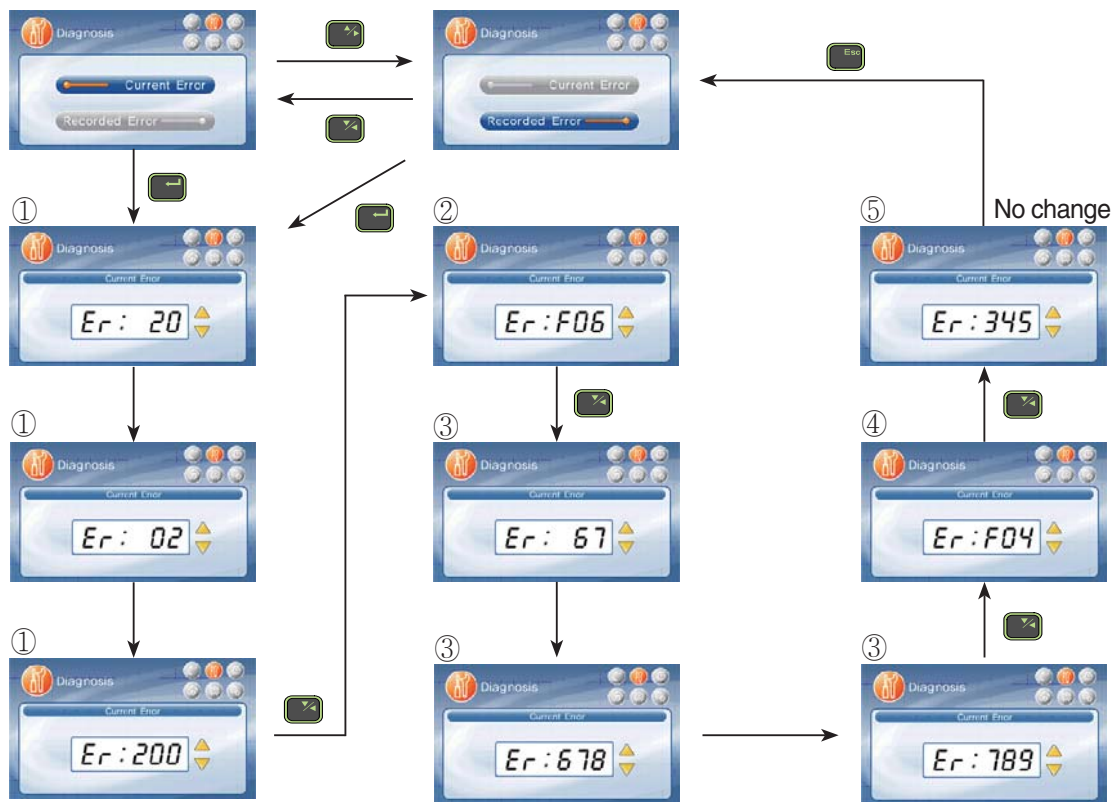 Diagnosis
Current Error
Recorded Error
Diagnosis
Current Error
Recorded Error
Esc
①
Diagnosis
Current Error
Er: 20
②
Diagnosis
Current Error
Er:F06
⑤
No change
Diagnosis
Current Error
Er:345
①
Diagnosis
Current Error
Er: 02
③
Diagnosis
Current Error
Er: 67
④
Diagnosis
Current Error
Er:F04
①
Diagnosis
Current Error
Er:200
③
Diagnosis
Current Error
Er:678
③
Diagnosis
Current Error
Er:789